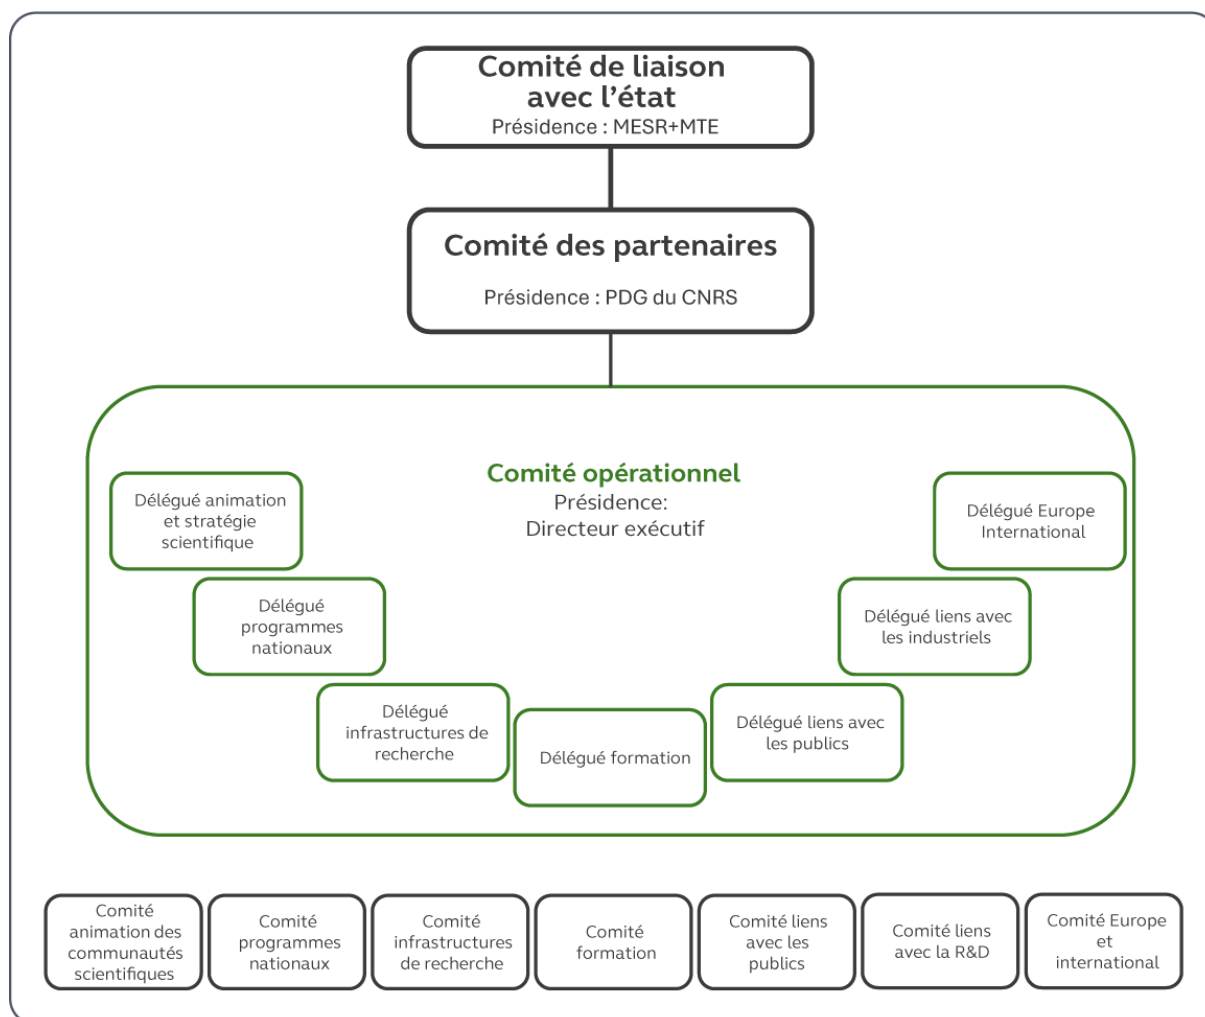 Comité de liaison
avec l’état
Présidence : MESR+MTE
Comité des partenaires
Présidence : PDG du CNRS
Comité opérationnel
Présidence:
Directeur exécutif
Délégué animation
et stratégie
scientifique
Délégué
programmes
nationaux
Délégué
infrastructures de
recherche
Délégué formation
Délégué liens avec
les publics
Délégué liens avec
les industriels
Délégué Europe
International
Comité
animation des
communautés
scientifiques
Comité
programmes
nationaux
Comité
infrastructures
de recherche
Comité
formation
Comité liens
avec les
publics
Comité liens
avec la R&D
Comité Europe
et
international